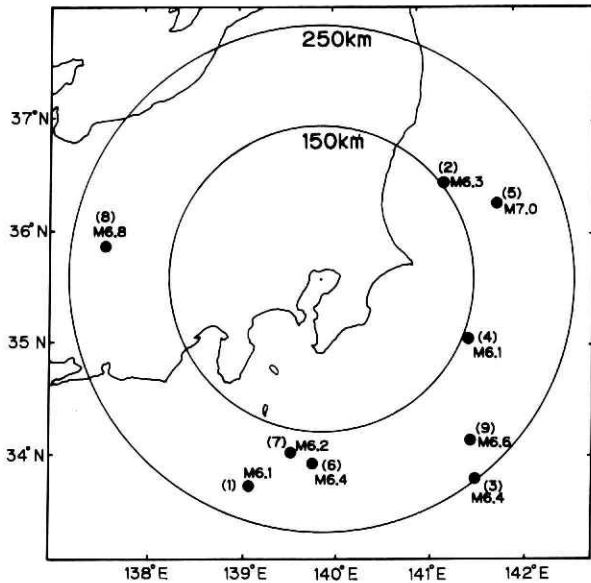 250km
37°N
150km
(2)
M6.3
(5)
M7.0
(8)
M6.8
36°N
35°N
(4)
M6.1
(9)
M6.6
34°N
(7)
M6.2
(6)
M6.4
M6.1
(1)
(3)
M6.4
138°E
139°E
140°E
141°E
142°E